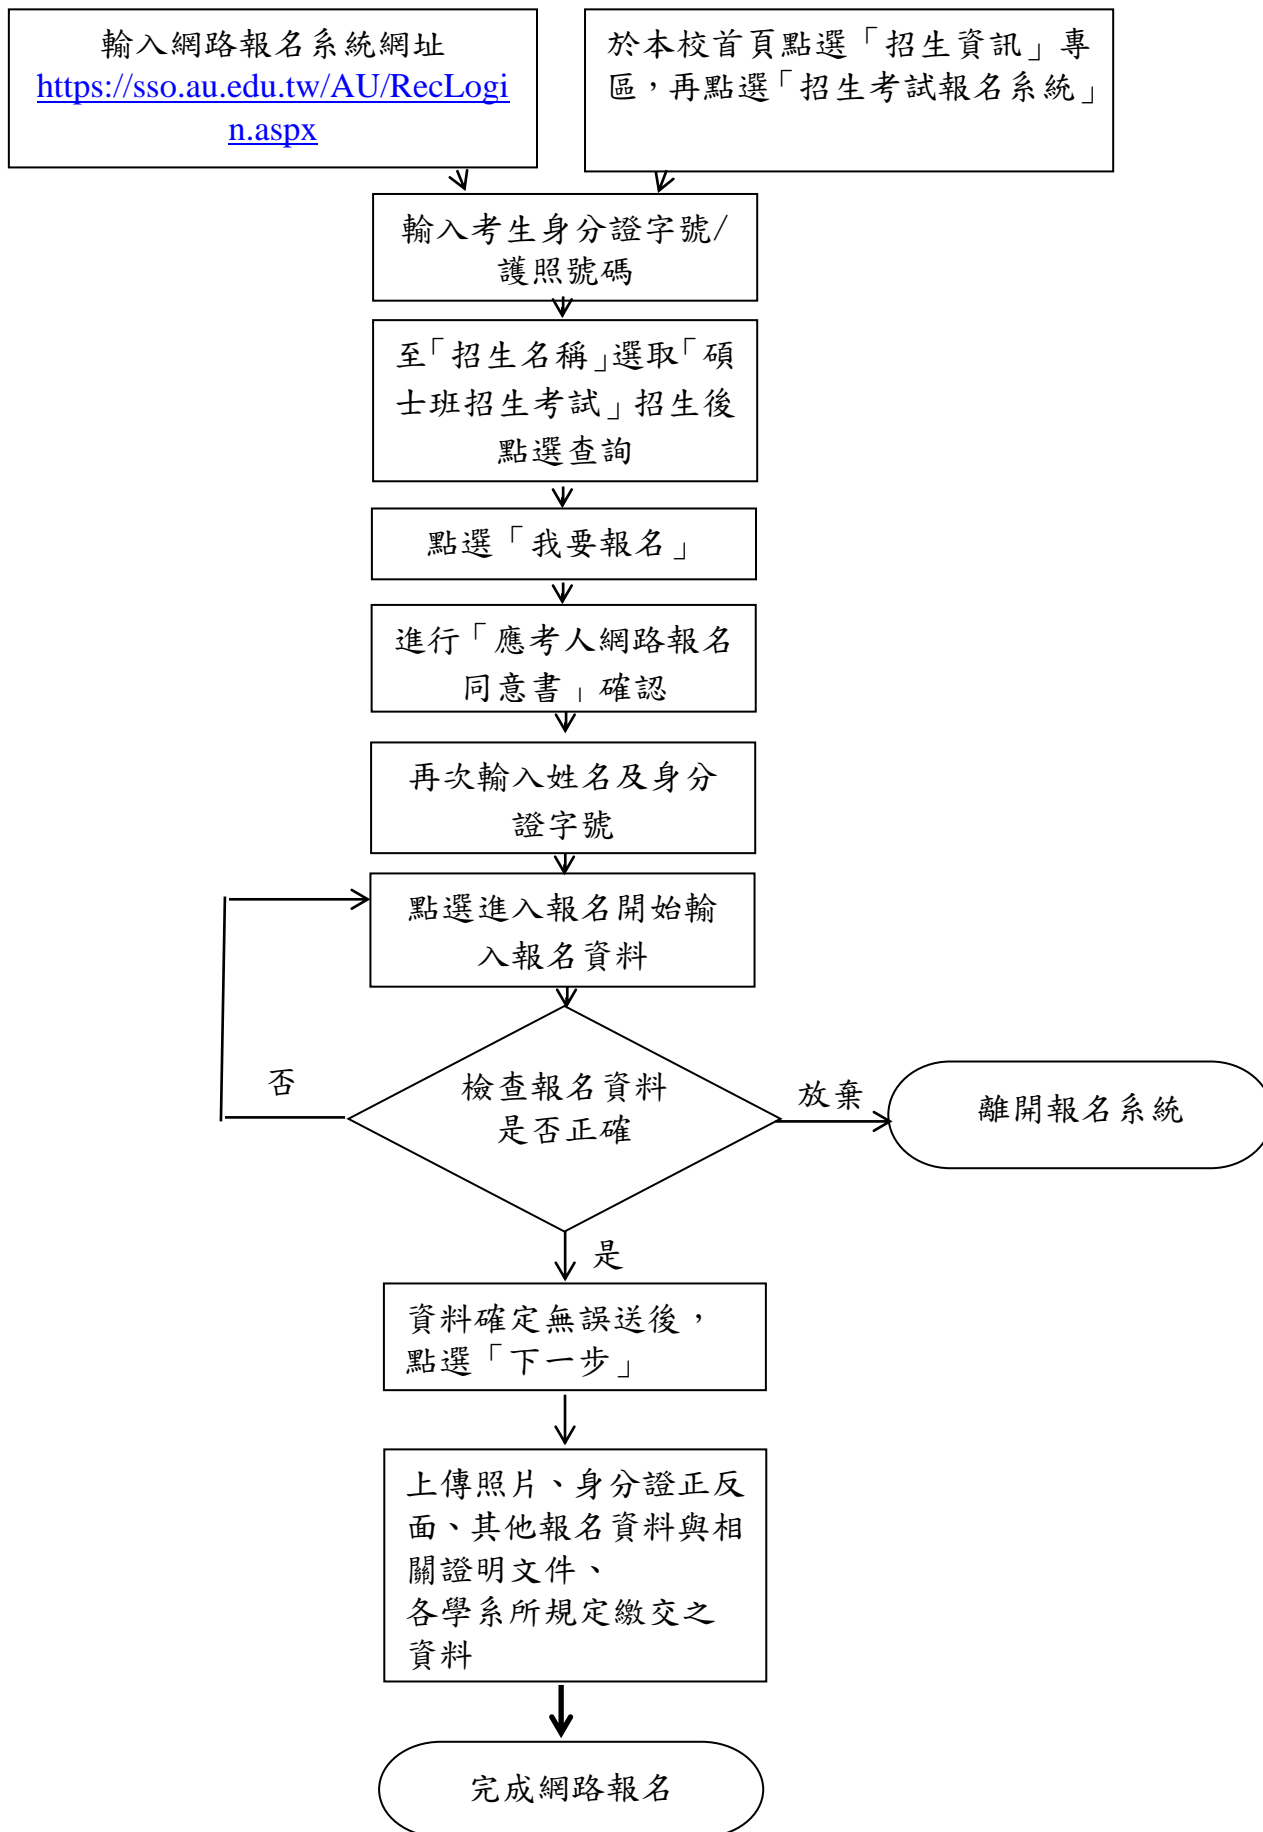 輸入網路報名系統網址
https://sso.au.edu.tw/AU/RecLogi
n.aspx
於本校首頁點選「招生資訊」專
區，再點選「招生考試報名系統」
輸入考生身分證字號/
護照號碼
至「招生名稱」選取「碩
士班招生考試」招生後
點選查詢
點選「我要報名」
進行「應考人網路報名
同意書」確認
再次輸入姓名及身分
證字號
點選進入報名開始輸
入報名資料
否
檢查報名資料
是否正確
放棄
離開報名系統
是
資料確定無誤送後，
點選「下一步」
上傳照片、身分證正反
面、其他報名資料與相
關證明文件、
各學系所規定繳交之
資料
完成網路報名